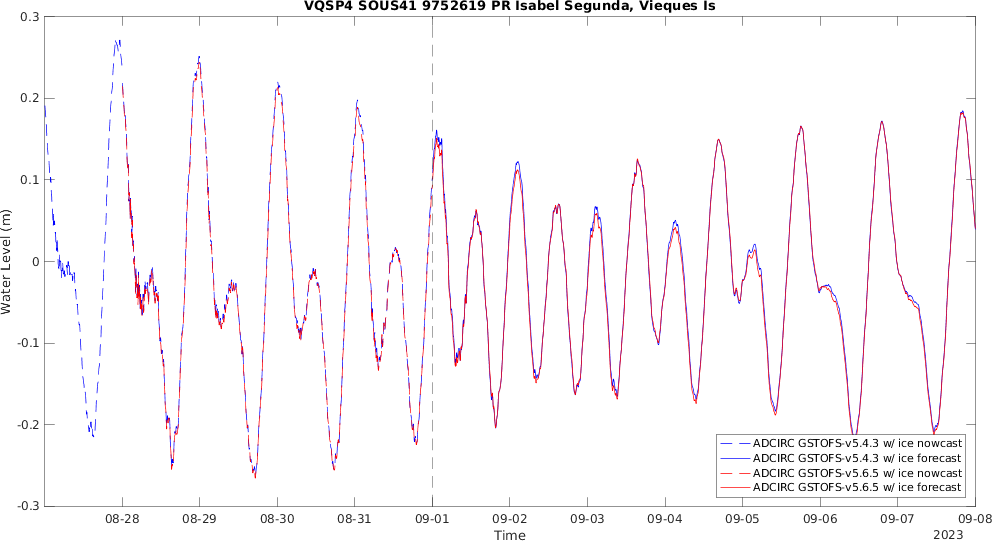 VQSP4 SOUS41 9752619 PR Isabel Segunda, Vieques Is
0.3
0.2
0.1
0
-0.1
-0.2
-0.3
Water Level (m)
ADCIRC GSTOFS-v5.4.3 w/ ice nowcast
ADCIRC GSTOFS-v5.4.3 w/ ice forecast
ADCIRC GSTOFS-v5.6.5 w/ ice nowcast
ADCIRC GSTOFS-v5.6.5 w/ ice forecast
08-28 08-29 08-30 08-31 09-01 09-02 09-03 09-04 09-05 09-06 09-07 09-08
Time
2023